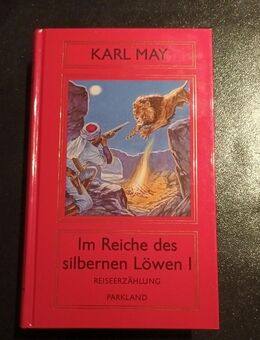 KARL MAY
Im Reiche des
silbernen Löwen I
REISEERZÄHLUNG
PARKLAND